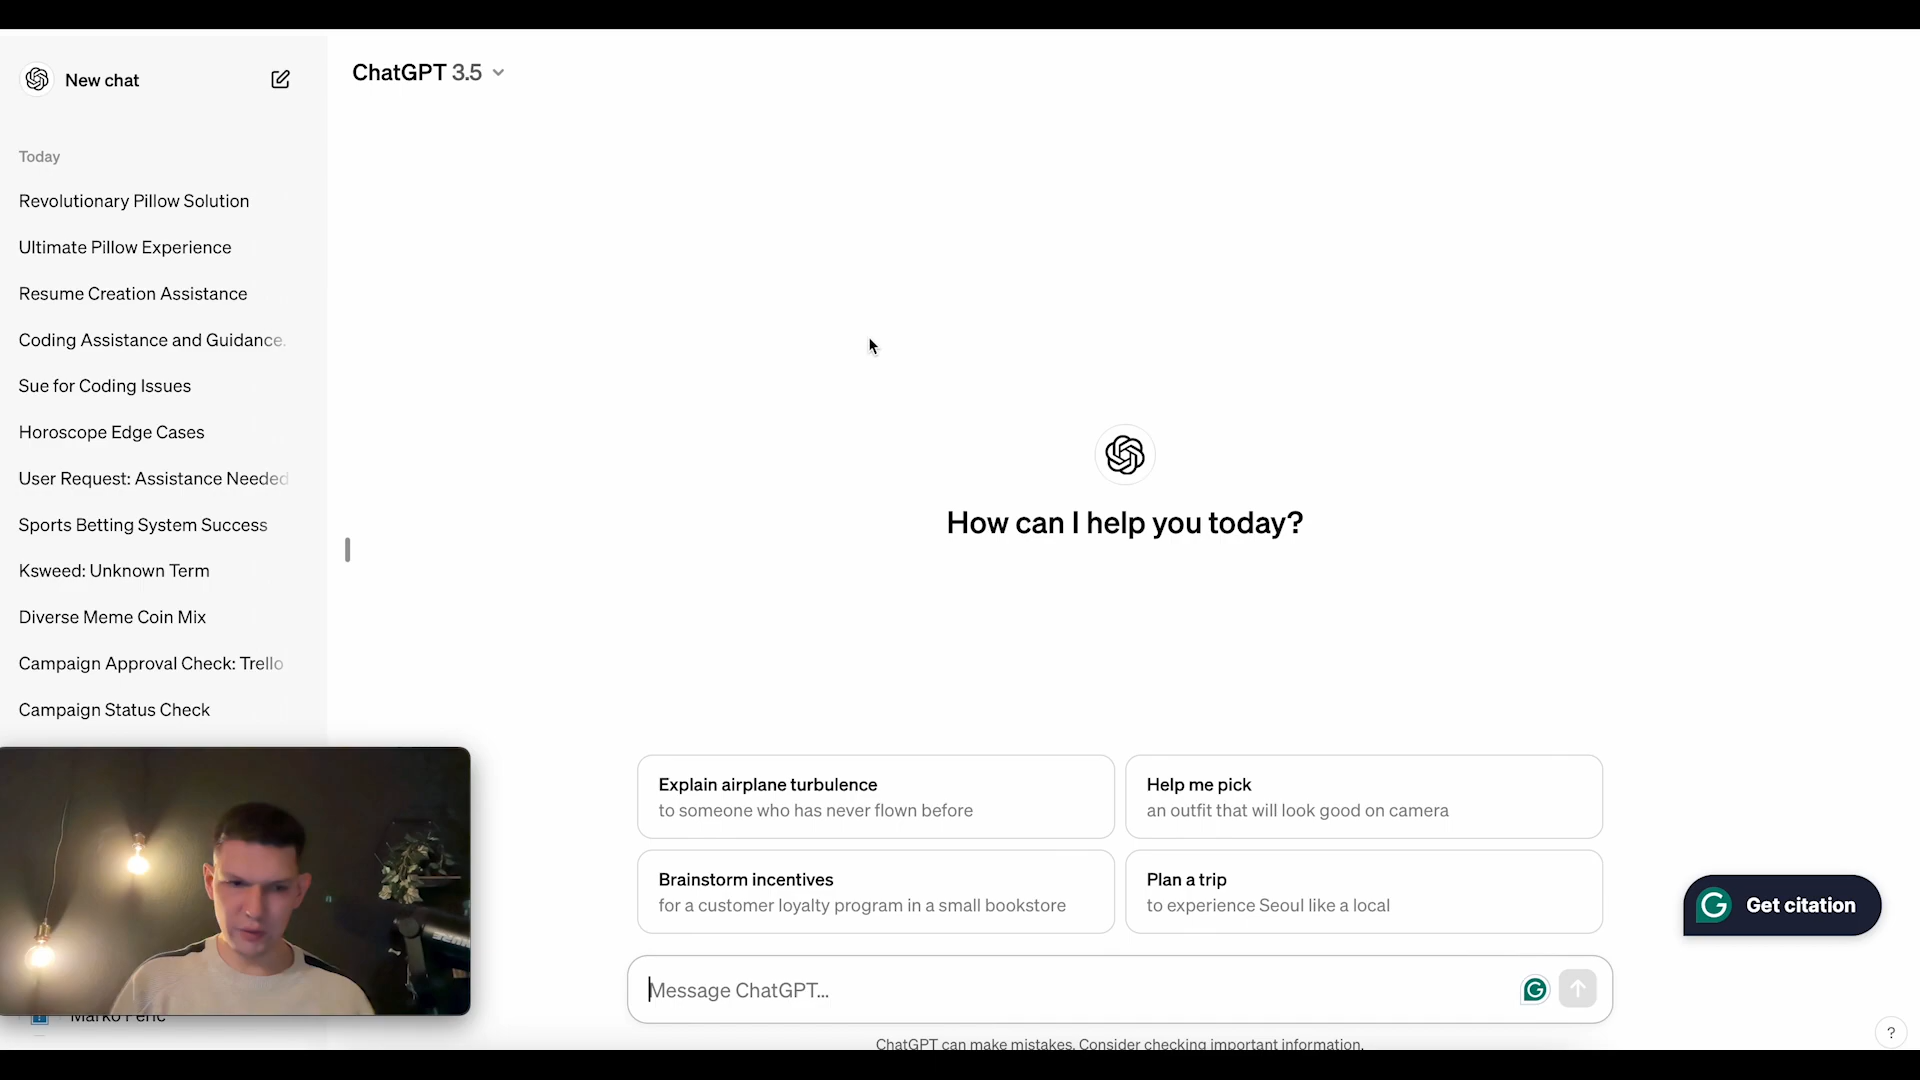 New chat
ChatGPT 3.5
Today
Revolutionary Pillow Solution
Ultimate Pillow Experience
Resume Creation Assistance
Coding Assistance and Guidance.
Sue for Coding Issues
Horoscope Edge Cases
User Request: Assistance Needed
Sports Betting System Success
Ksweed: Unknown Term
Diverse Meme Coin Mix
Campaign Approval Check: Trello
Campaign Status Check
Marko Peric
How can I help you today?
Explain airplane turbulence
to someone who has never flown before
Help me pick
an outfit that will look good on camera
Brainstorm incentives
for a customer loyalty program in a small bookstore
Plan a trip
to experience Seoul like a local
Get citation
Message ChatGPT...
ChatGPT can make mistakes. Consider checking important information.
?